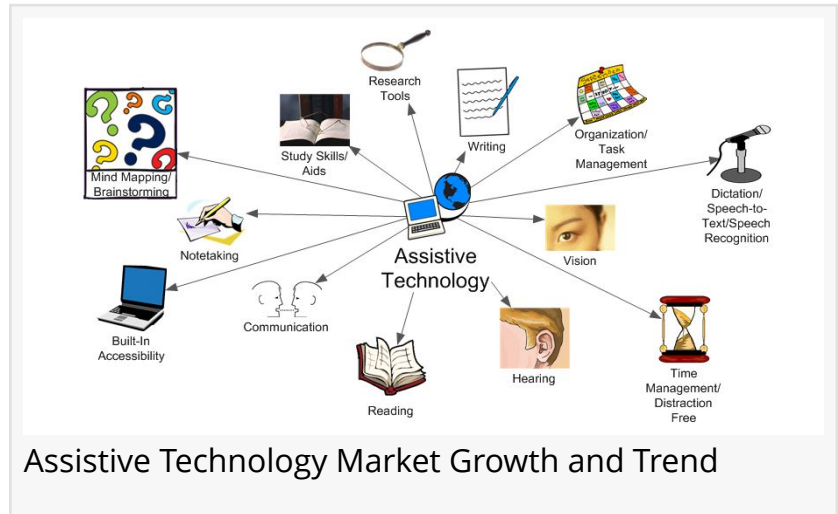 Research
Tools
Study Skills/
Aids
Writing
Organization/
Task
Management
Mind Mapping/
Brainstorming
Dictation/
Speech-to-
Text/Speech
Recognition
Notetaking
Assistive
Technology
Vision
Built-In
Accessibility
Communication
Reading
Hearing
Time
Management/
Distraction
Free
Assistive Technology Market Growth and Trend